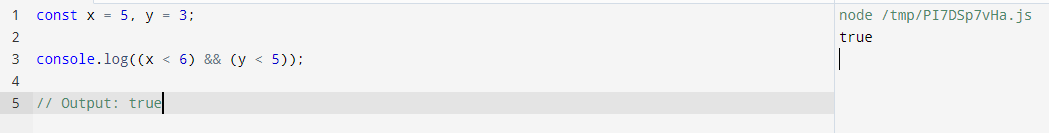 1 const x = 5, y = 3;
2
3 console.log((x < 6) && (y < 5));
4
5 // Output: true
node /tmp/PI7DSp7vHa.js
true